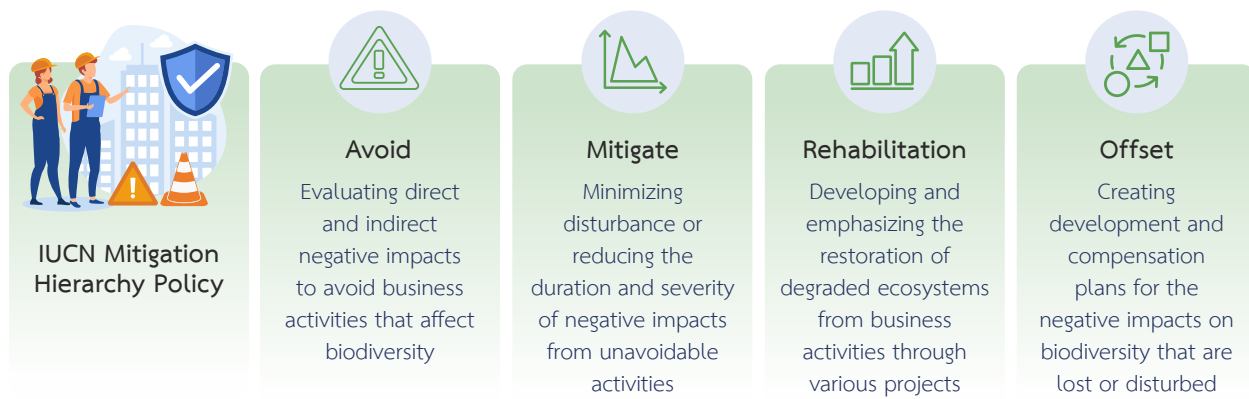 IUCN Mitigation
Hierarchy Policy
Avoid
Evaluating direct
and indirect
negative impacts
to avoid business
activities that affect
biodiversity
Mitigate
Minimizing
disturbance or
reducing the
duration and severity
of negative impacts
from unavoidable
activities
Rehabilitation
Developing and
emphasizing the
restoration of
degraded ecosystems
from business
activities through
various projects
Offset
Creating
development and
compensation
plans for the
negative impacts on
biodiversity that are
lost or disturbed